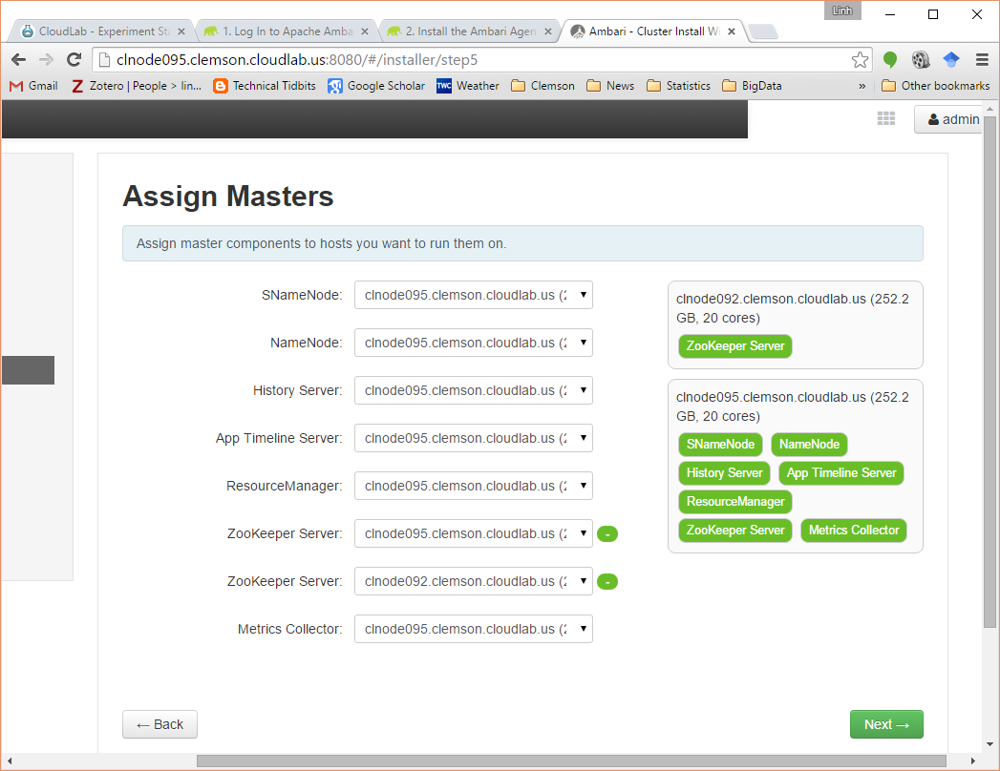 Linh
CloudLab - Experiment Sta
1. Log In to Apache Amba
2. Install the Ambari Agen
Ambari - Cluster Install W
clnode095.clemson.cloudlab.us:8080/#/installer/step5
Gmail
Zotero | People > lin...
Technical Tidbits
Google Scholar
TWC Weather
Clemson
News
Statistics
BigData
»
Other bookmarks
admin
Assign Masters
Assign master components to hosts you want to run them on.
SNameNode: clnode095.clemson.cloudlab.us (2
NameNode: clnode095.clemson.cloudlab.us (2
History Server: clnode095.clemson.cloudlab.us (2
App Timeline Server: clnode095.clemson.cloudlab.us (2
ResourceManager: clnode095.clemson.cloudlab.us (2
ZooKeeper Server: clnode095.clemson.cloudlab.us (2 -
ZooKeeper Server: clnode092.clemson.cloudlab.us (2 -
Metrics Collector: clnode095.clemson.cloudlab.us (2
clnode092.clemson.cloudlab.us (252.2
GB, 20 cores)
ZooKeeper Server
clnode095.clemson.cloudlab.us (252.2
GB, 20 cores)
SNameNode NameNode
History Server App Timeline Server
ResourceManager
ZooKeeper Server Metrics Collector
← Back
Next →